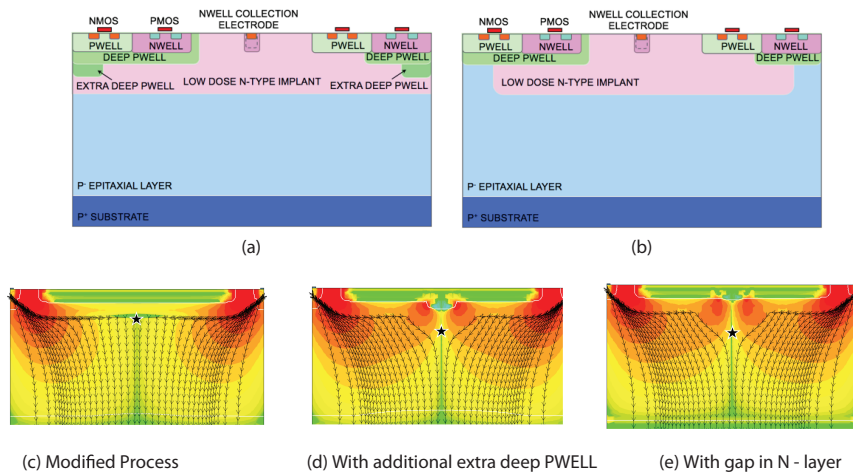 NMOS PMOS NWELL COLLECTION ELECTRODE
PWELL NWELL PWELL NWELL
DEEP PWELL DEEP PWELL
EXTRA DEEP PWELL LOW DOSE N-TYPE IMPLANT EXTRA DEEP PWELL
P- EPITAXIAL LAYER
P+ SUBSTRATE
(a)
NMOS PMOS NWELL COLLECTION ELECTRODE
PWELL NWELL PWELL NWELL
DEEP PWELL DEEP PWELL
LOW DOSE N-TYPE IMPLANT
P- EPITAXIAL LAYER
P+ SUBSTRATE
(b)
(c) Modified Process
(d) With additional extra deep PWELL
(e) With gap in N - layer